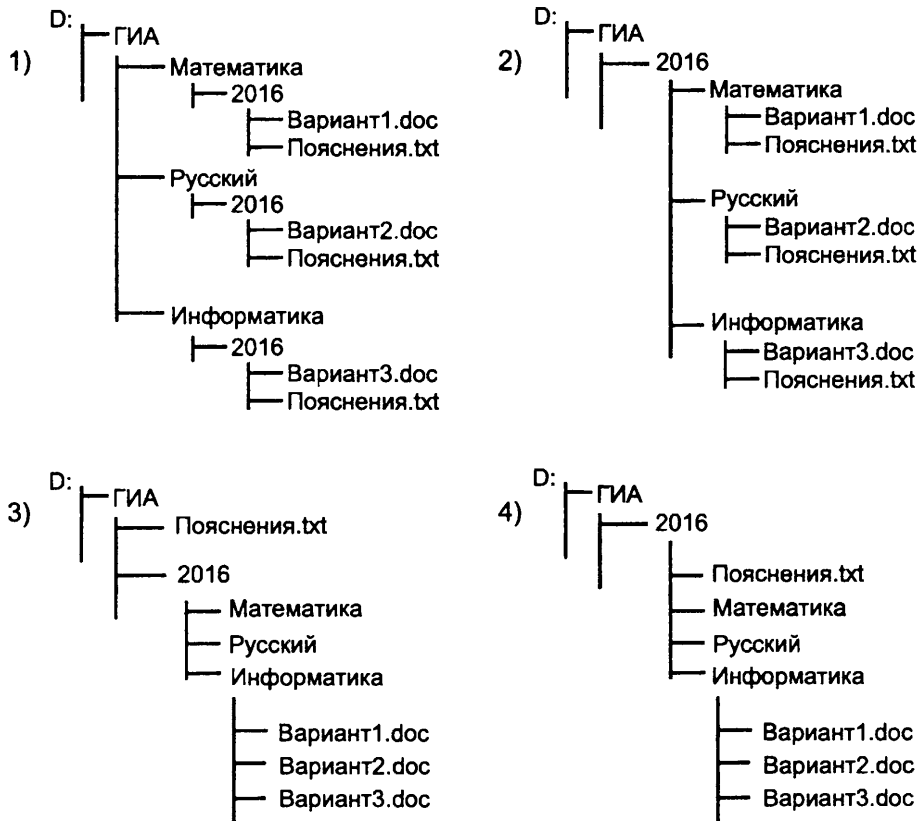 1)
D:
ГИА
Математика
2016
Вариант1.doc
Пояснения.txt
Русский
2016
Вариант2.doc
Пояснения.txt
Информатика
2016
Вариант3.doc
Пояснения.txt
2)
D:
ГИА
2016
Математика
Вариант1.doc
Пояснения.txt
Русский
Вариант2.doc
Пояснения.txt
Информатика
Вариант3.doc
Пояснения.txt
3)
D:
ГИА
Пояснения.txt
2016
Математика
Русский
Информатика
Вариант1.doc
Вариант2.doc
Вариант3.doc
4)
D:
ГИА
2016
Пояснения.txt
Математика
Русский
Информатика
Вариант1.doc
Вариант2.doc
Вариант3.doc